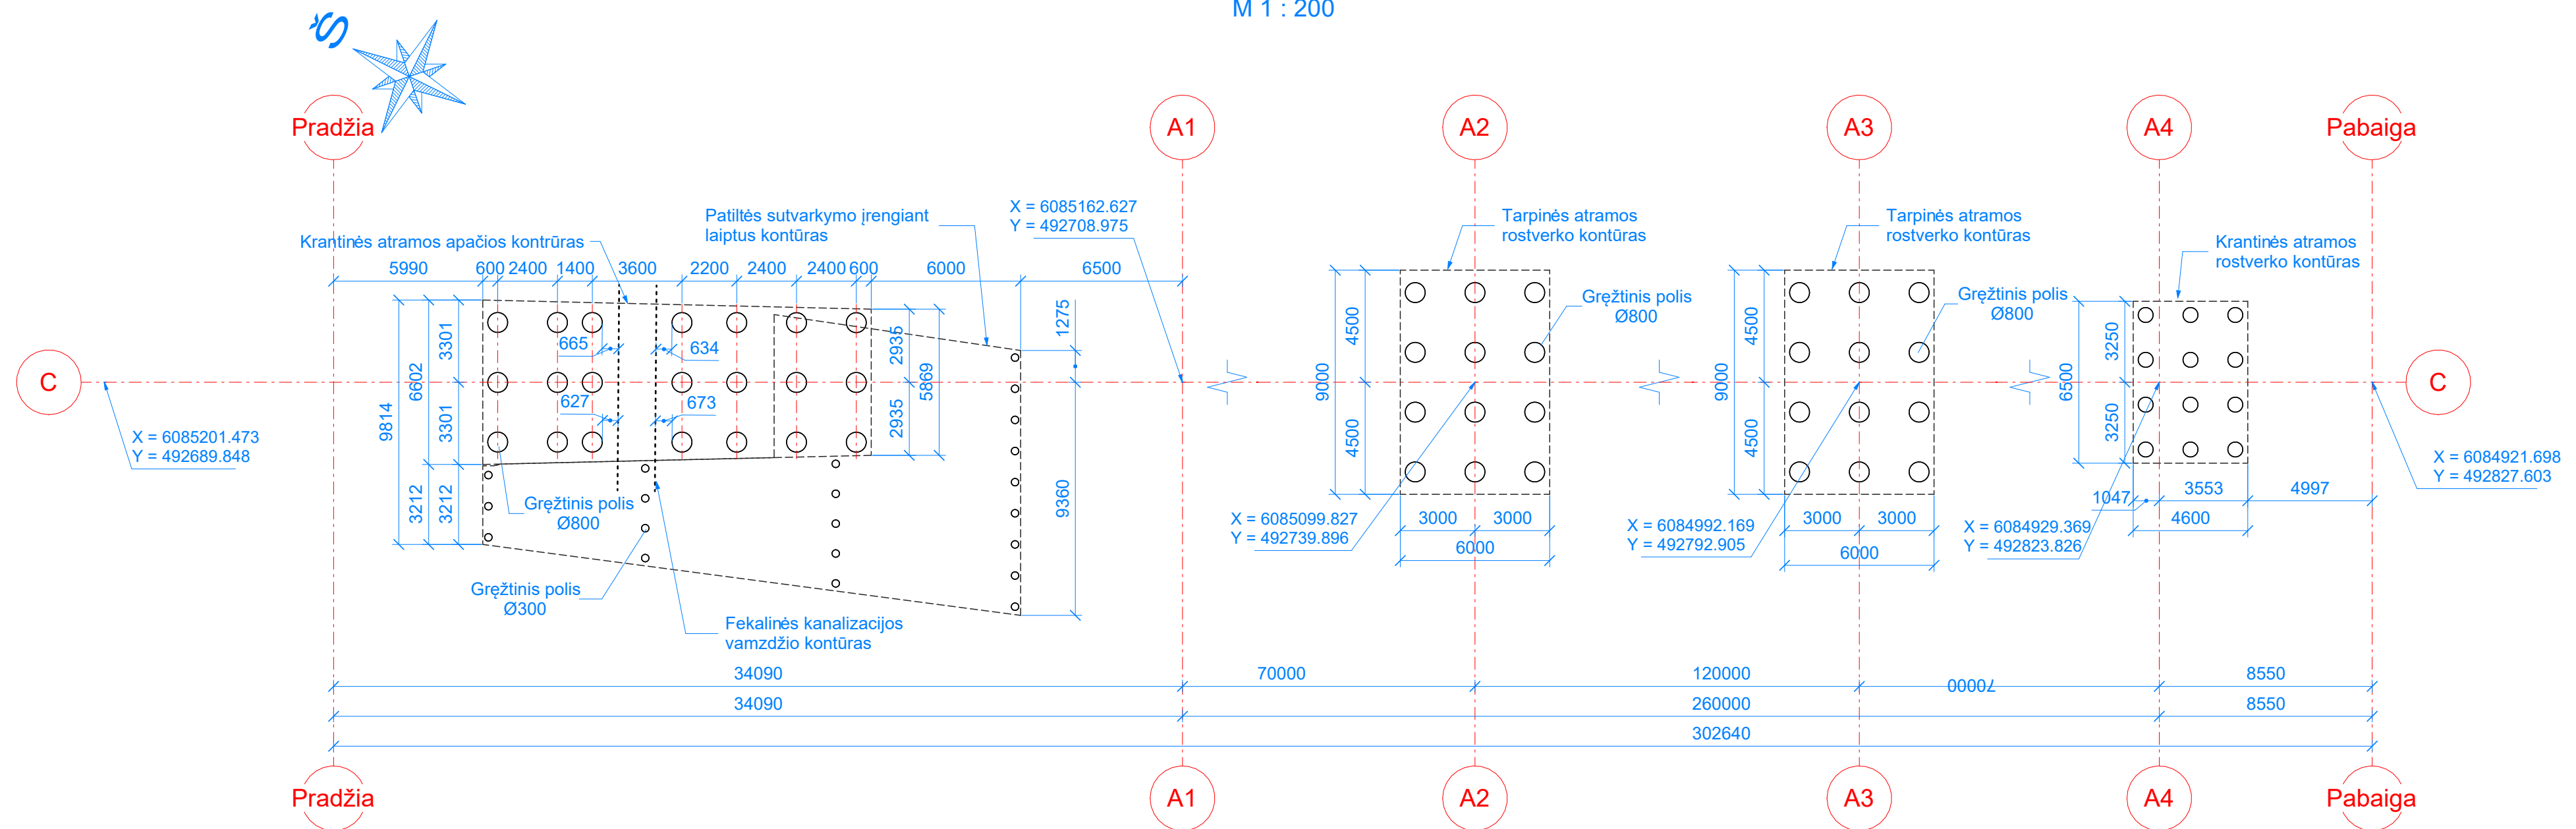 M 1 : 200
Š
Pradžia
A1
A2
A3
A4
Pabaiga
Krantinės atramos apačios kontrūras
Patiltės sutvarkymo įrengiant
laiptus kontūras
X = 6085162.627
Y = 492708.975
Tarpinės atramos
rostverko kontūras
Tarpinės atramos
rostverko kontūras
Krantinės atramos
rostverko kontūras
5990
600
2400
1400
3600
2200
2400
2400
600
6000
6500
1275
9360
9814
6602
3301
3301
3212
3212
665
634
627
673
2935
2935
5869
C
C
X = 6085201.473
Y = 492689.848
Gręžtinis polis
Ø800
Gręžtinis polis
Ø300
Fekalinės kanalizacijos
vamzdžio kontūras
9000
4500
4500
Gręžtinis polis
Ø800
X = 6085099.827
Y = 492739.896
3000
3000
6000
9000
4500
4500
Gręžtinis polis
Ø800
X = 6084992.169
Y = 492792.905
3000
3000
6000
6500
3250
3250
X = 6084929.369
Y = 492823.826
1047
3553
4997
4600
X = 6084921.698
Y = 492827.603
34090
70000
120000
70000
8550
34090
260000
8550
302640
Pradžia
A1
A2
A3
A4
Pabaiga